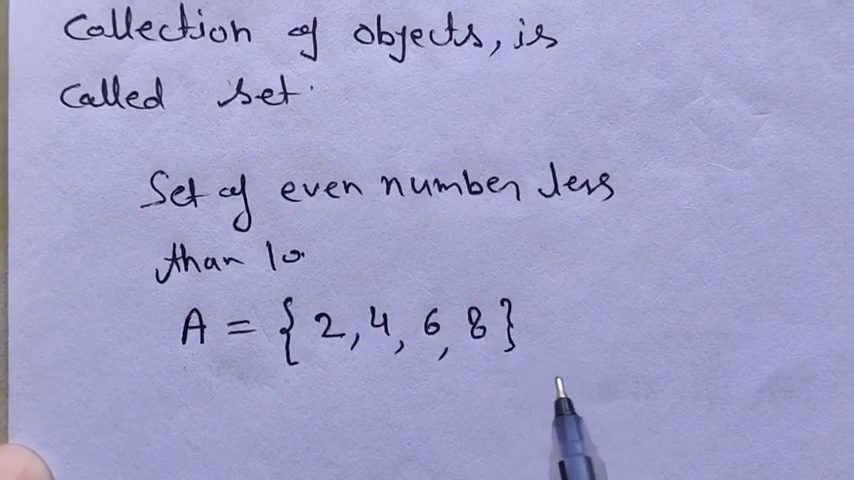 Collection of objects, is
Called set.
Set of even number less
than 10
A = { 2, 4, 6, 8 }